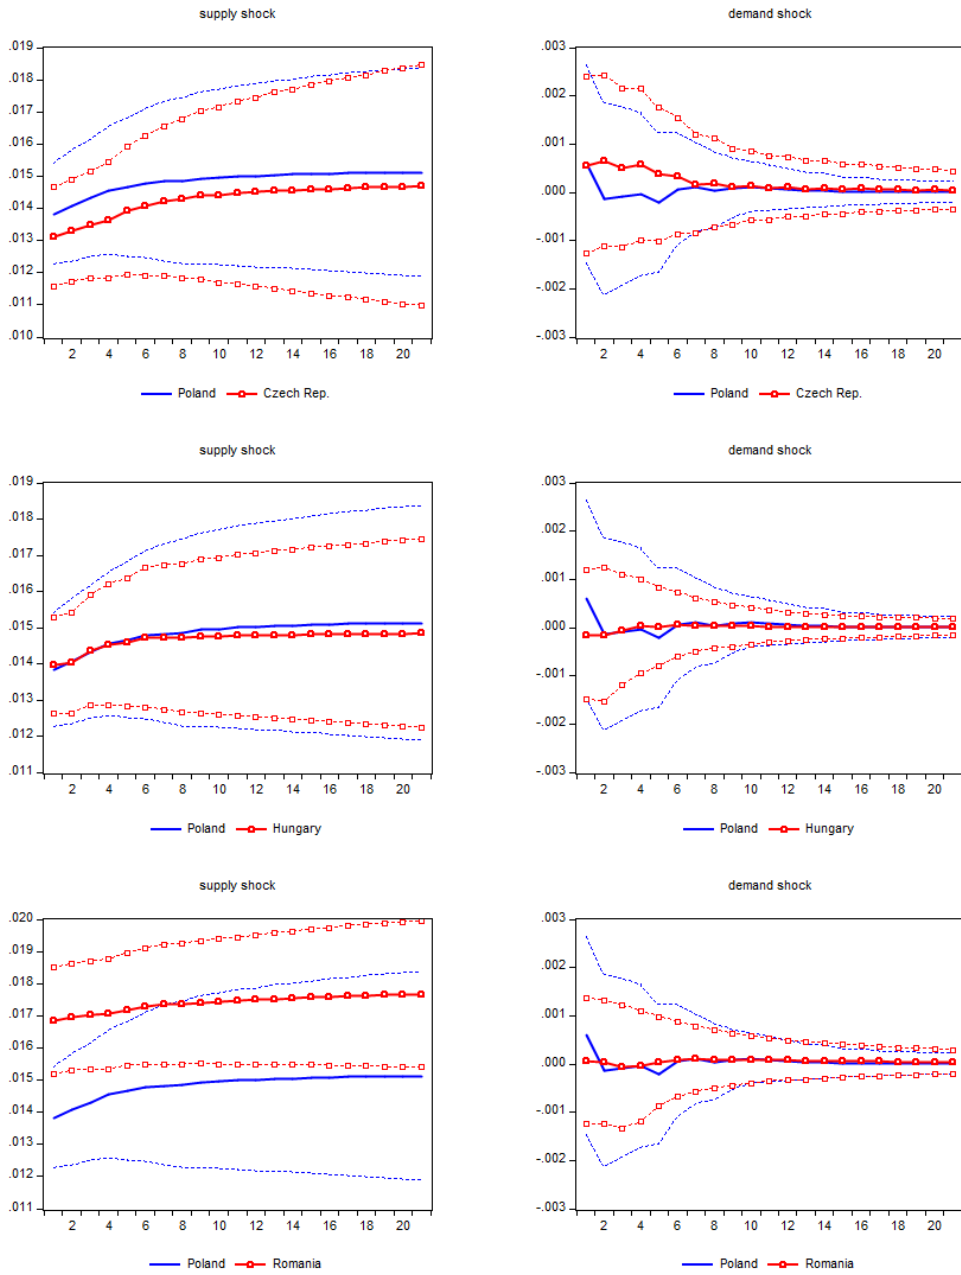 supply shock
demand shock
.019
.018
.017
.016
.015
.014
.013
.012
.011
.010
2 4 6 8 10 12 14 16 18 20
Poland Czech Rep.
.003
.002
.001
.000
-.001
-.002
-.003
2 4 6 8 10 12 14 16 18 20
Poland Czech Rep.
supply shock
demand shock
.019
.018
.017
.016
.015
.014
.013
.012
.011
2 4 6 8 10 12 14 16 18 20
Poland Hungary
.003
.002
.001
.000
-.001
-.002
-.003
2 4 6 8 10 12 14 16 18 20
Poland Hungary
supply shock
demand shock
.020
.019
.018
.017
.016
.015
.014
.013
.012
.011
2 4 6 8 10 12 14 16 18 20
Poland Romania
.003
.002
.001
.000
-.001
-.002
-.003
2 4 6 8 10 12 14 16 18 20
Poland Romania